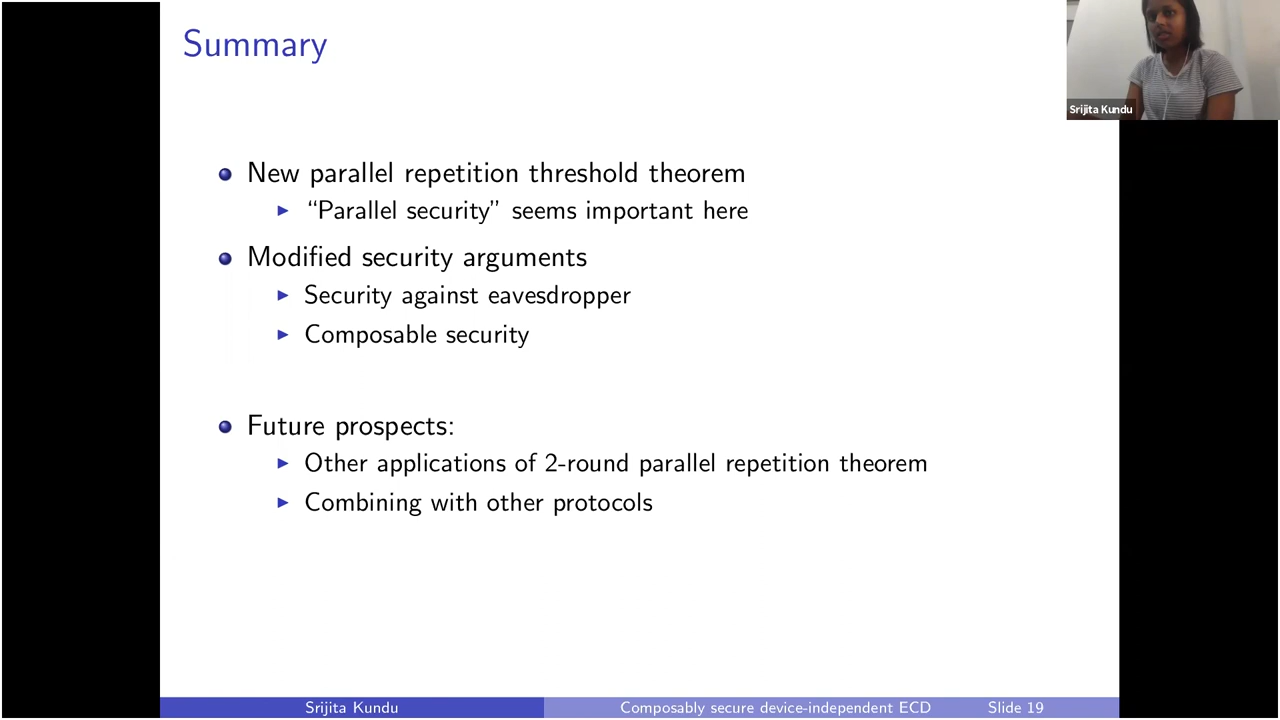 Summary
Srijita Kundu
New parallel repetition threshold theorem
“Parallel security” seems important here
Modified security arguments
Security against eavesdropper
Composable security
Future prospects:
Other applications of 2-round parallel repetition theorem
Combining with other protocols
Srijita Kundu
Composably secure device-independent ECD
Slide 19